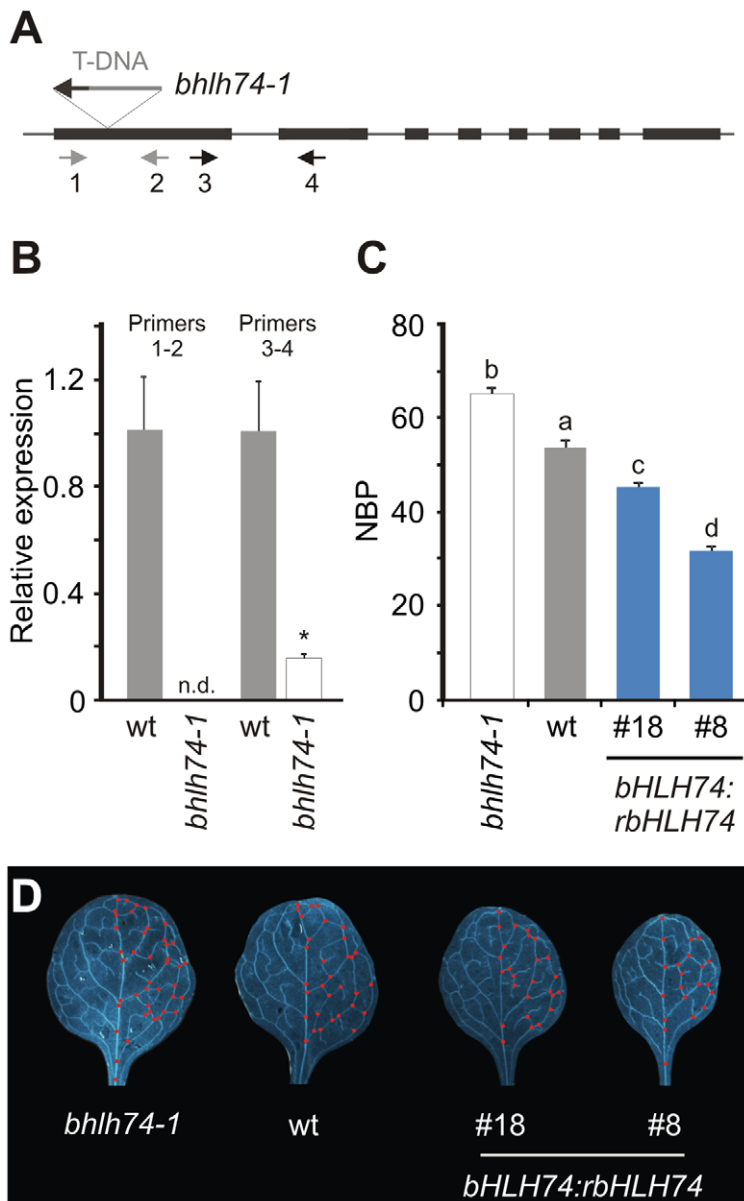 A
T-DNA
bhlh74-1
1 2 3 4
B
Primers
1-2
Primers
3-4
Relative expression
1.2
0.8
0.4
0
n.d.
*
wt
bhlh74-1
wt
bhlh74-1
C
NBP
80
60
40
20
0
b
a
c
d
bhlh74-1
wt
#18
#8
bHLH74:
rbHLH74
D
bhlh74-1
wt
#18
#8
bHLH74:rbHLH74